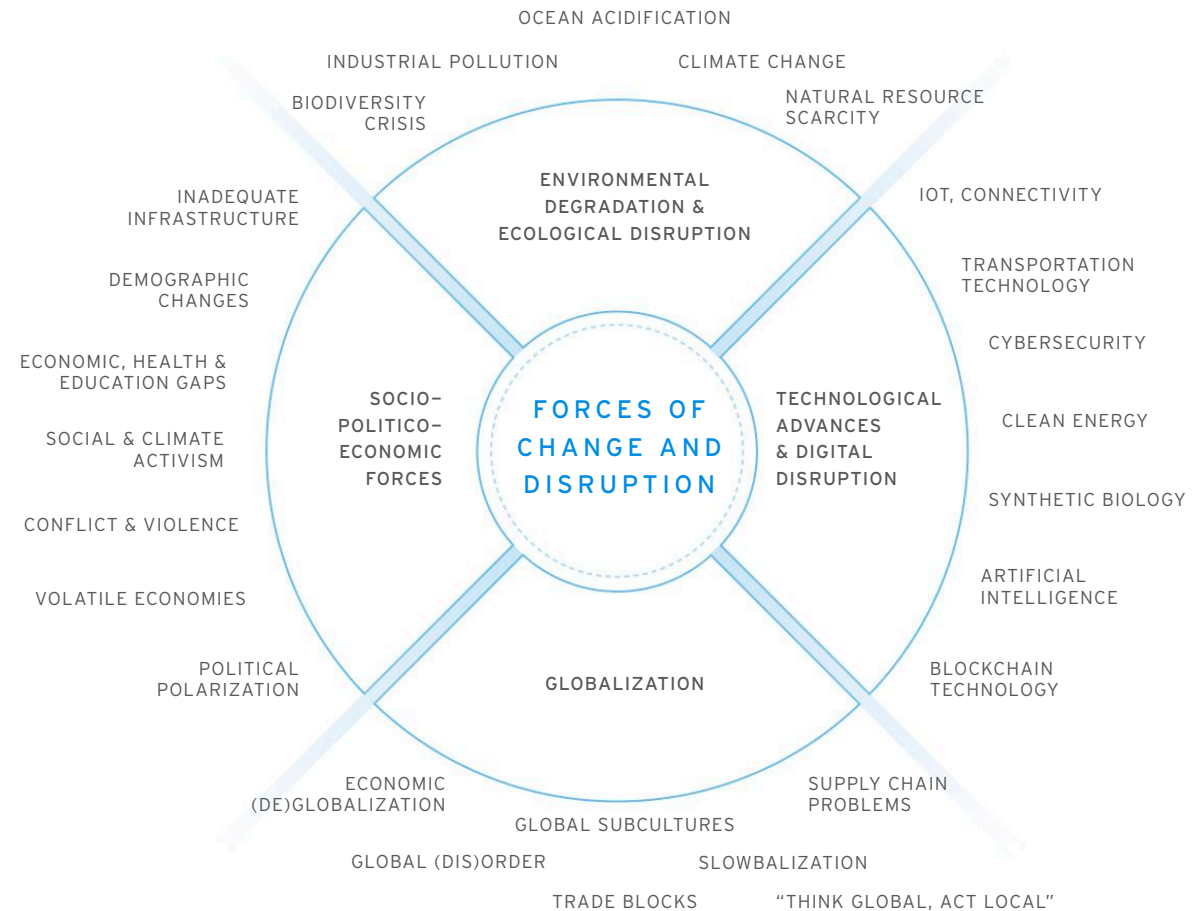 OCEAN ACIDIFICATION
INDUSTRIAL POLLUTION
CLIMATE CHANGE
BIODIVERSITY
CRISIS
NATURAL RESOURCE
SCARCITY
ENVIRONMENTAL
DEGRADATION &
ECOLOGICAL DISRUPTION
INADEQUATE
INFRASTRUCTURE
DEMOGRAPHIC
CHANGES
ECONOMIC, HEALTH &
EDUCATION GAPS
SOCIAL & CLIMATE
ACTIVISM
CONFLICT & VIOLENCE
VOLATILE ECONOMIES
POLITICAL
POLARIZATION
SOCIO–
POLITICO–
ECONOMIC
FORCES
FORCES OF
CHANGE AND
DISRUPTION
TECHNOLOGICAL
ADVANCES
& DIGITAL
DISRUPTION
IOT, CONNECTIVITY
TRANSPORTATION
TECHNOLOGY
CYBERSECURITY
CLEAN ENERGY
SYNTHETIC BIOLOGY
ARTIFICIAL
INTELLIGENCE
BLOCKCHAIN
TECHNOLOGY
GLOBALIZATION
ECONOMIC
(DE)GLOBALIZATION
SUPPLY CHAIN
PROBLEMS
GLOBAL SUBCULTURES
GLOBAL (DIS)ORDER
SLOWBALIZATION
TRADE BLOCKS
“THINK GLOBAL, ACT LOCAL”